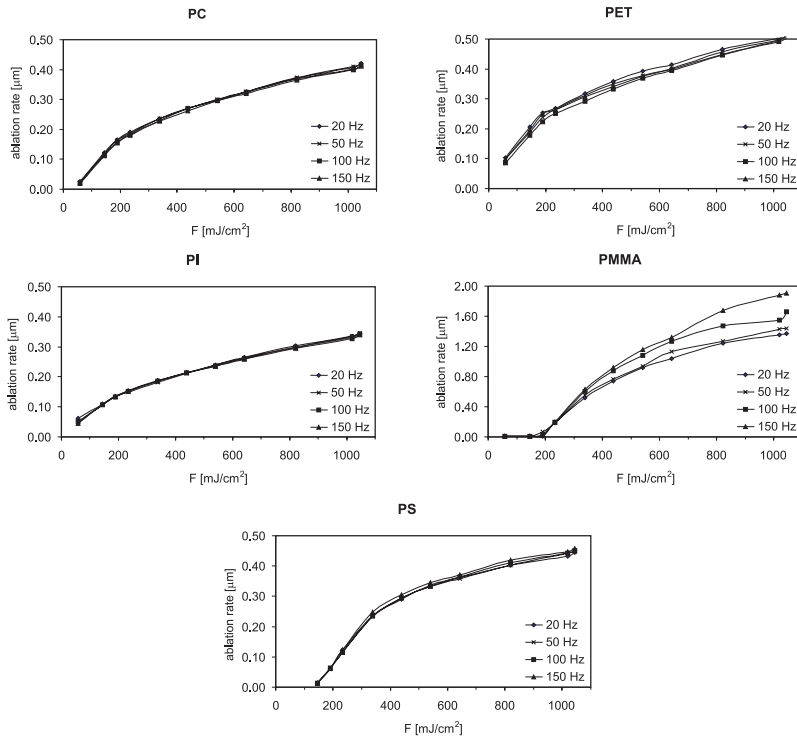 PC
ablation rate [µm]
0.50
0.40
0.30
0.20
0.10
0.00
0 200 400 600 800 1000
F [mJ/cm²]
20 Hz
50 Hz
100 Hz
150 Hz
PET
ablation rate [µm]
0.50
0.40
0.30
0.20
0.10
0.00
0 200 400 600 800 1000
F [mJ/cm²]
20 Hz
50 Hz
100 Hz
150 Hz
PI
ablation rate [µm]
0.50
0.40
0.30
0.20
0.10
0.00
0 200 400 600 800 1000
F [mJ/cm²]
20 Hz
50 Hz
100 Hz
150 Hz
PMMA
ablation rate [µm]
2.00
1.60
1.20
0.80
0.40
0.00
0 200 400 600 800 1000
F [mJ/cm²]
20 Hz
50 Hz
100 Hz
150 Hz
PS
ablation rate [µm]
0.50
0.40
0.30
0.20
0.10
0.00
0 200 400 600 800 1000
F [mJ/cm²]
20 Hz
50 Hz
100 Hz
150 Hz